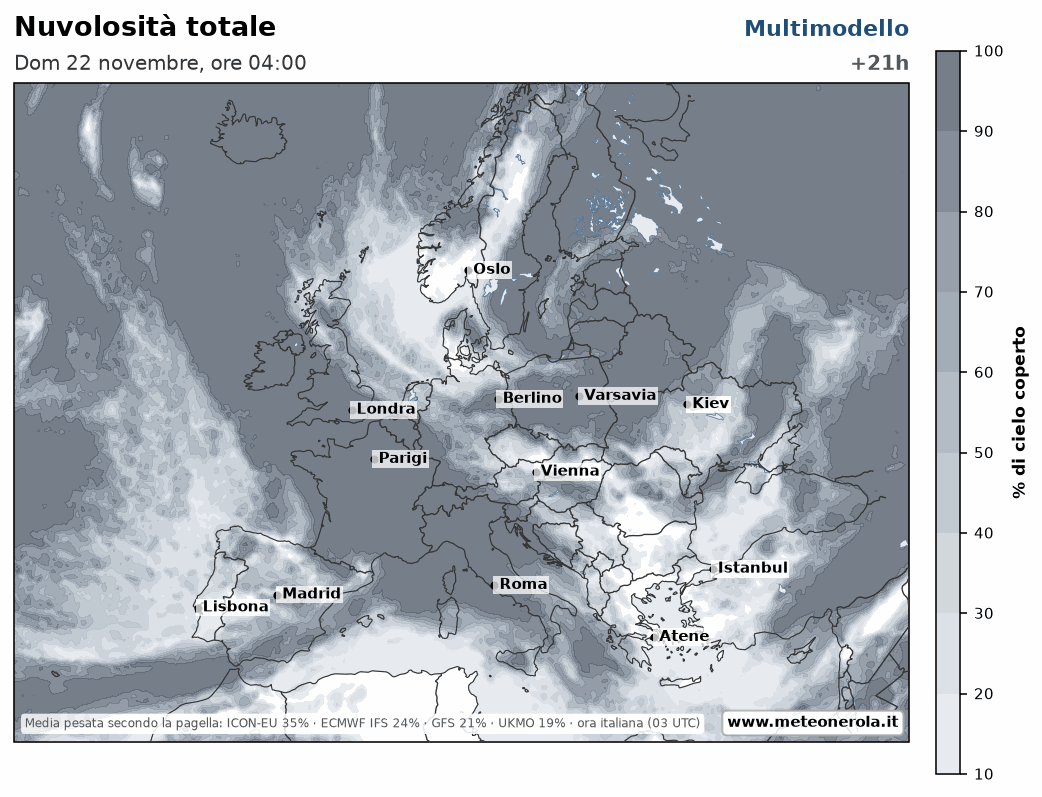 Nuvolosità totale
Multimodello
Dom 22 novembre, ore 04:00
+21h
100
90
80
70
60
50
40
30
20
10
% di cielo coperto
Oslo
Londra
Berlino
Varsavia
Kiev
Parigi
Vienna
Roma
Istanbul
Madrid
Lisbona
Atene
Media pesata secondo la pagella: ICON-EU 35% · ECMWF IFS 24% · GFS 21% · UKMO 19% · ora italiana (03 UTC)
www.meteonerola.it